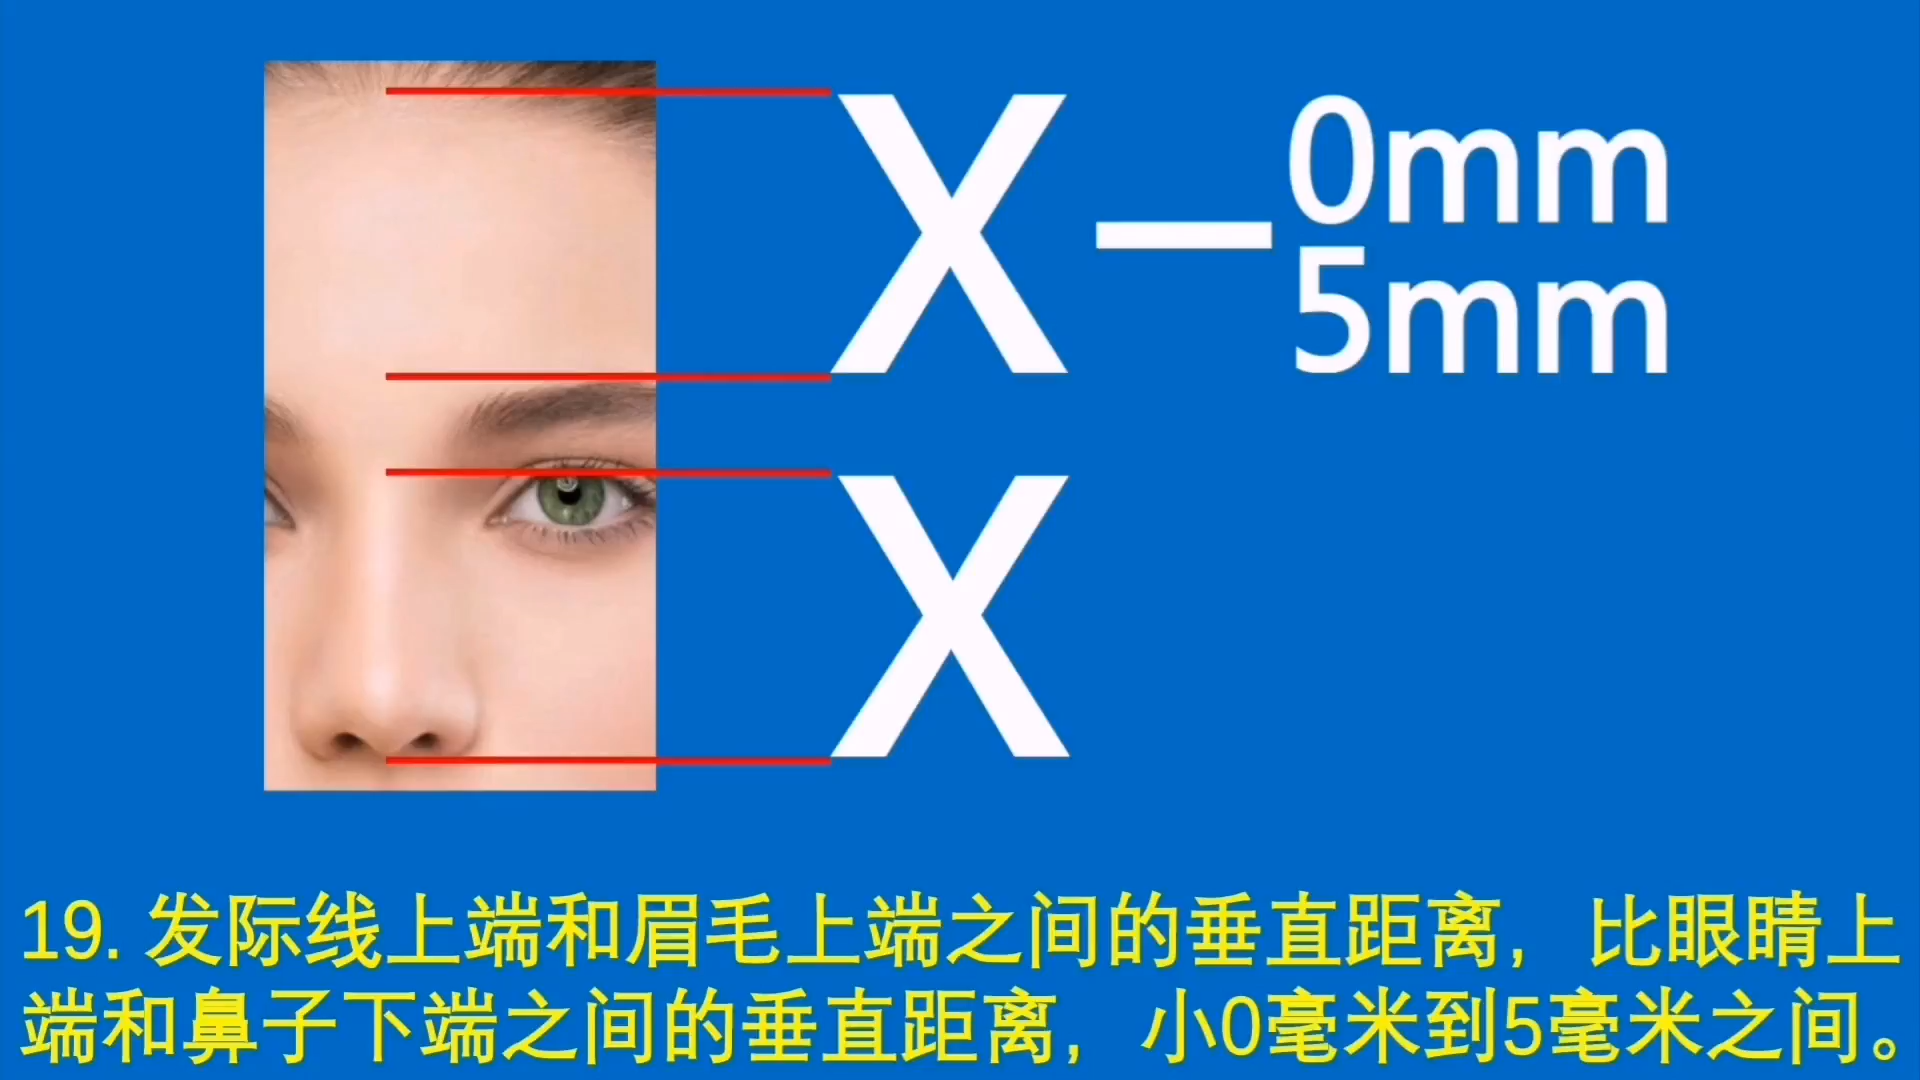 X
0mm
5mm
X
19. 发际线上端和眉毛上端之间的垂直距离，比眼睛上
端和鼻子下端之间的垂直距离，小0毫米到5毫米之间。